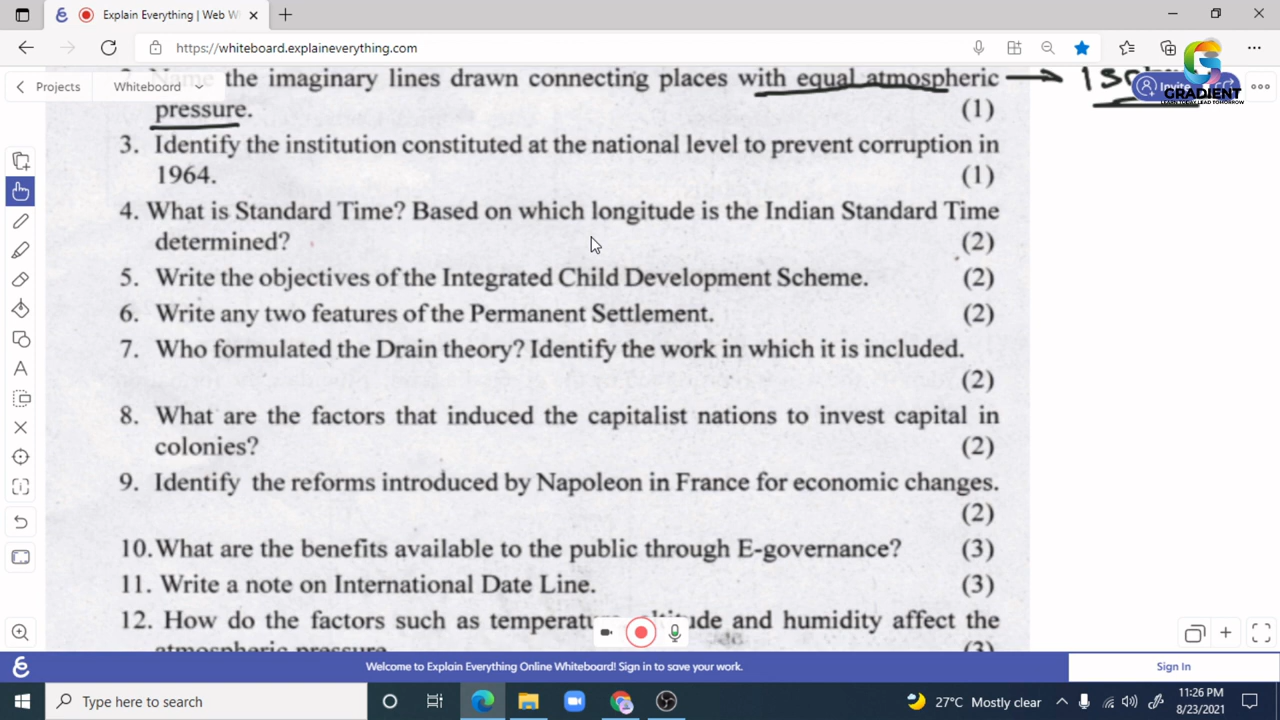 Explain Everything | Web W
https://whiteboard.explaineverything.com
Projects
Whiteboard
Invite
GRADIENT
LEARN TODAY LEAD TOMORROW
Name the imaginary lines drawn connecting places with equal atmospheric
pressure. (1)
3. Identify the institution constituted at the national level to prevent corruption in
1964. (1)
4. What is Standard Time? Based on which longitude is the Indian Standard Time
determined? (2)
5. Write the objectives of the Integrated Child Development Scheme. (2)
6. Write any two features of the Permanent Settlement. (2)
7. Who formulated the Drain theory? Identify the work in which it is included.
(2)
8. What are the factors that induced the capitalist nations to invest capital in
colonies? (2)
9. Identify the reforms introduced by Napoleon in France for economic changes.
(2)
10. What are the benefits available to the public through E-governance? (3)
11. Write a note on International Date Line. (3)
12. How do the factors such as and humidity affect the
atmospheric pressure (3)
Welcome to Explain Everything Online Whiteboard! Sign in to save your work.
Sign In
Type here to search
27°C Mostly clear
11:26 PM
8/23/2021